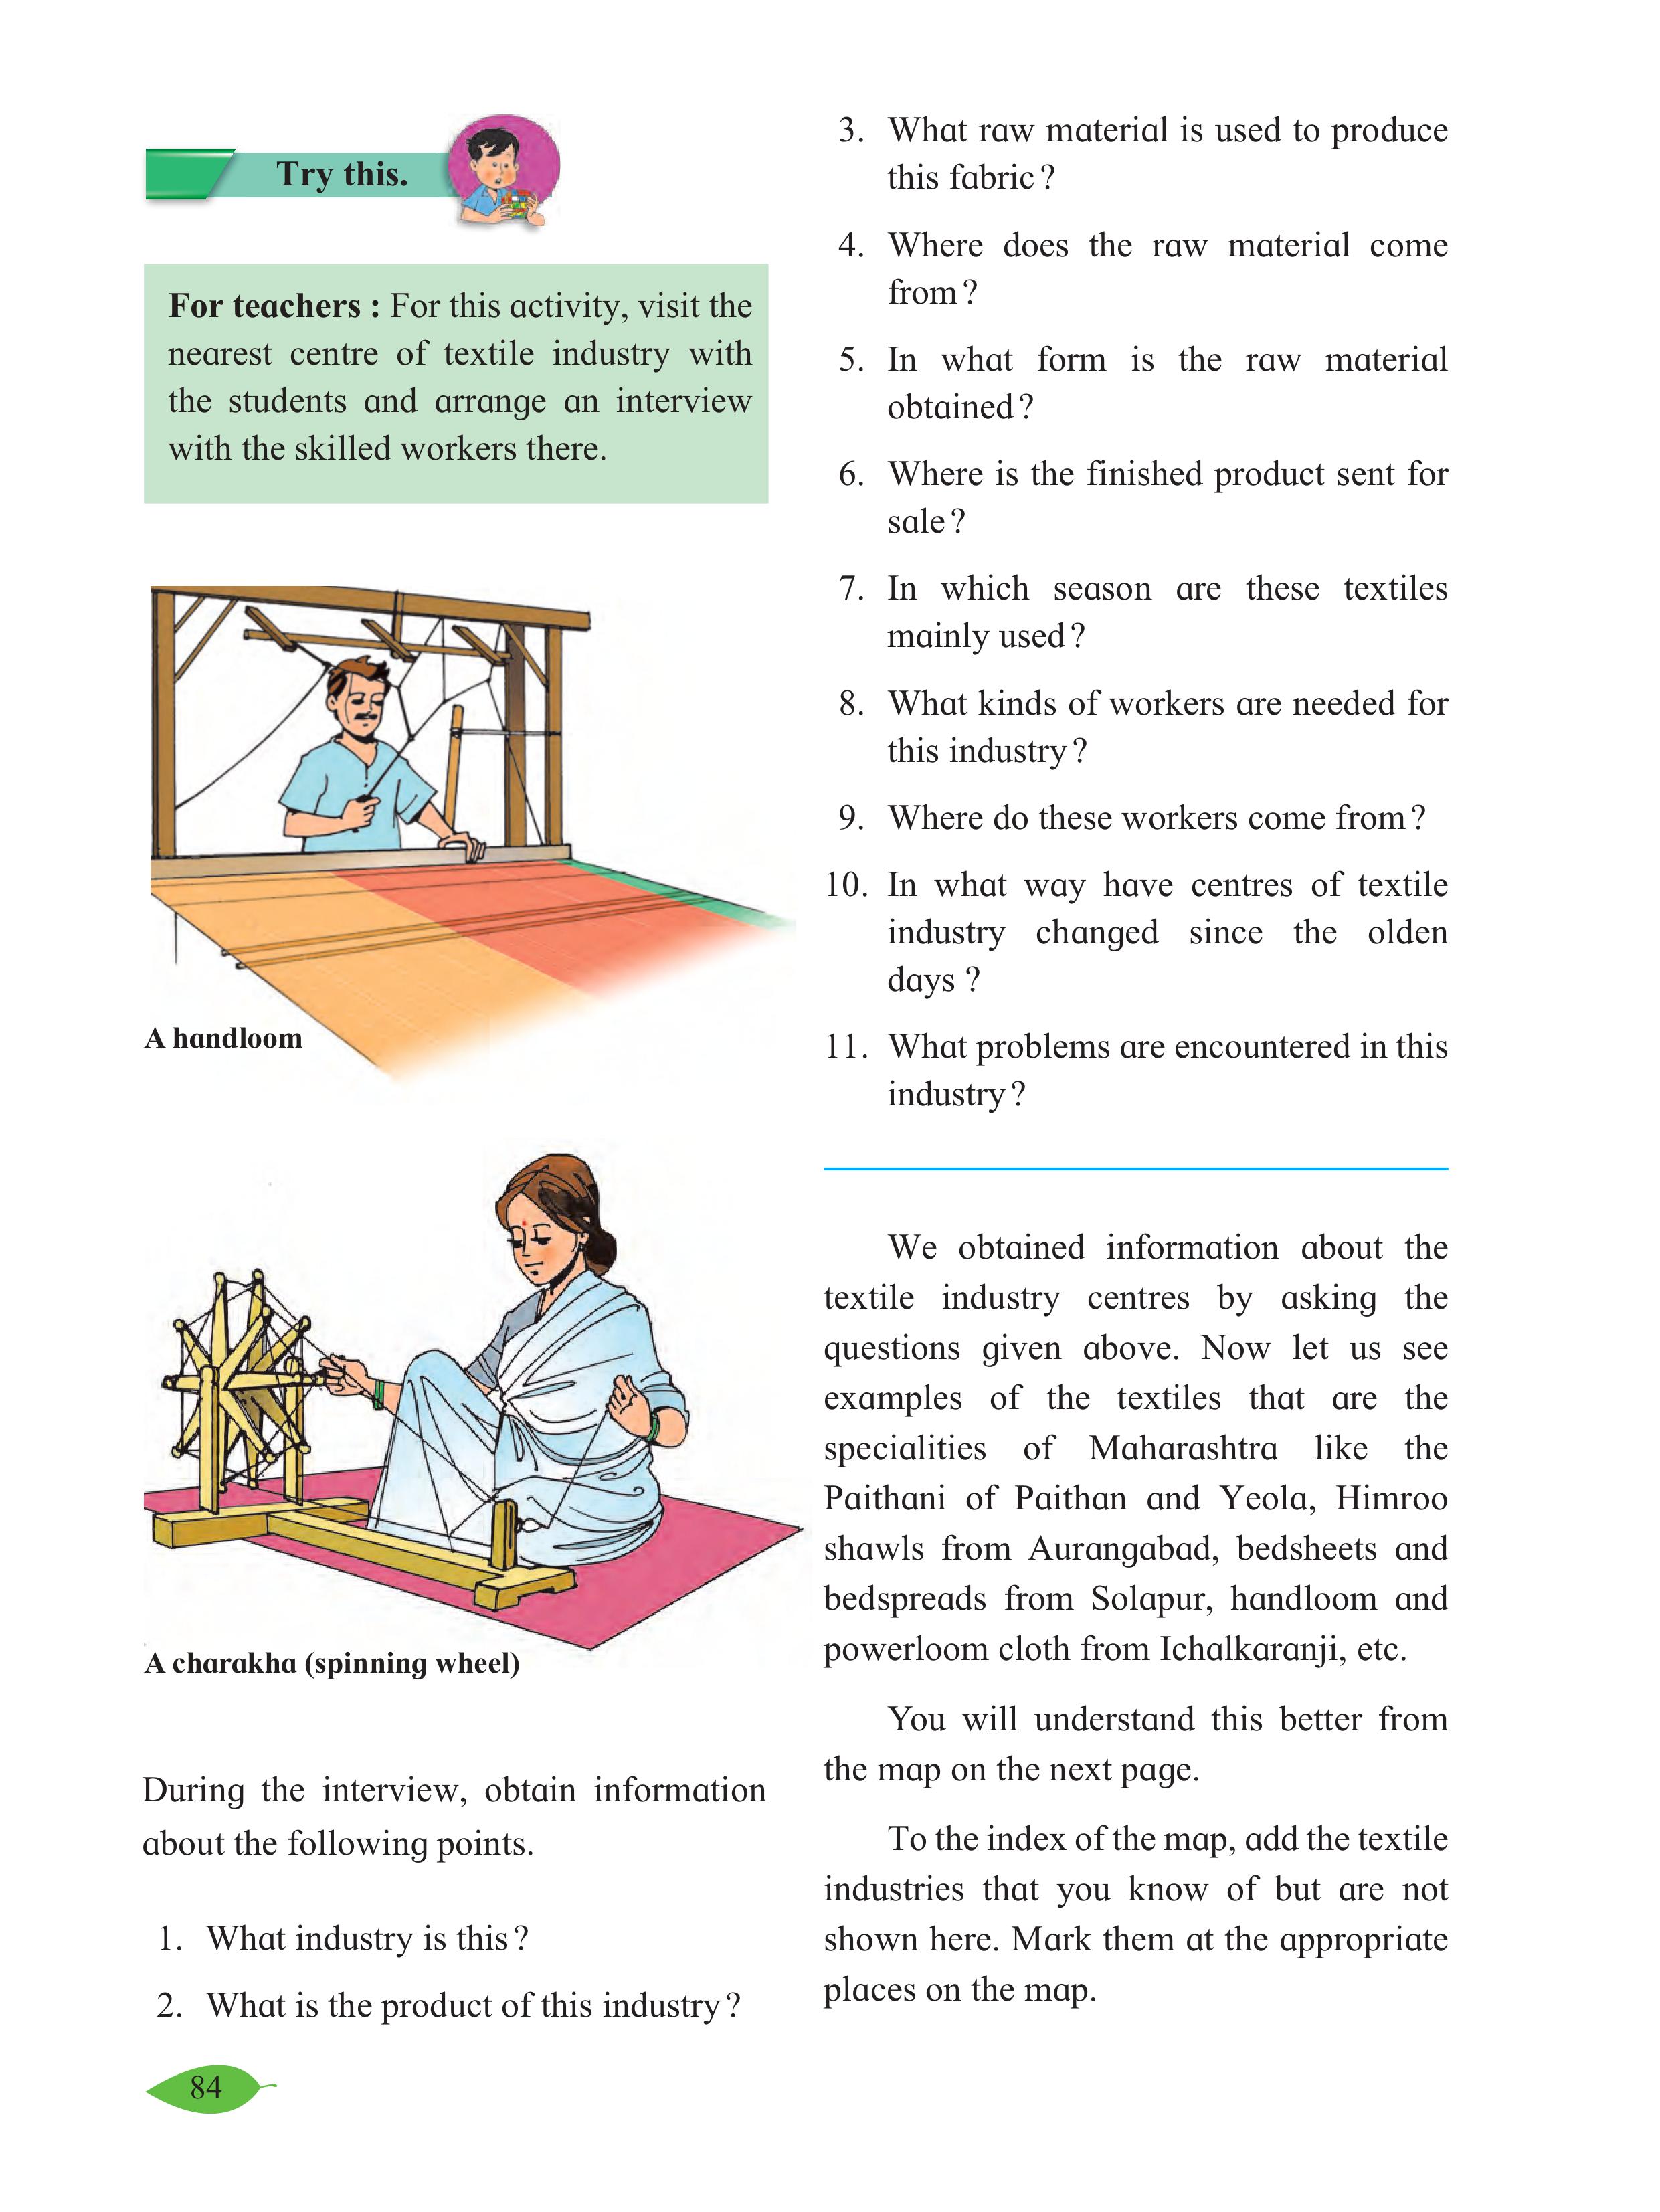 Try this.
For teachers : For this activity, visit the
nearest centre of textile industry with
the students and arrange an interview
with the skilled workers there.
A handloom
A charakha (spinning wheel)
During the interview, obtain information
about the following points.
1. What industry is this ?
2. What is the product of this industry ?
3. What raw material is used to produce
this fabric ?
4. Where does the raw material come
from ?
5. In what form is the raw material
obtained ?
6. Where is the finished product sent for
sale ?
7. In which season are these textiles
mainly used ?
8. What kinds of workers are needed for
this industry ?
9. Where do these workers come from ?
10. In what way have centres of textile
industry changed since the olden
days ?
11. What problems are encountered in this
industry ?
We obtained information about the
textile industry centres by asking the
questions given above. Now let us see
examples of the textiles that are the
specialities of Maharashtra like the
Paithani of Paithan and Yeola, Himroo
shawls from Aurangabad, bedsheets and
bedspreads from Solapur, handloom and
powerloom cloth from Ichalkaranji, etc.
You will understand this better from
the map on the next page.
To the index of the map, add the textile
industries that you know of but are not
shown here. Mark them at the appropriate
places on the map.
84